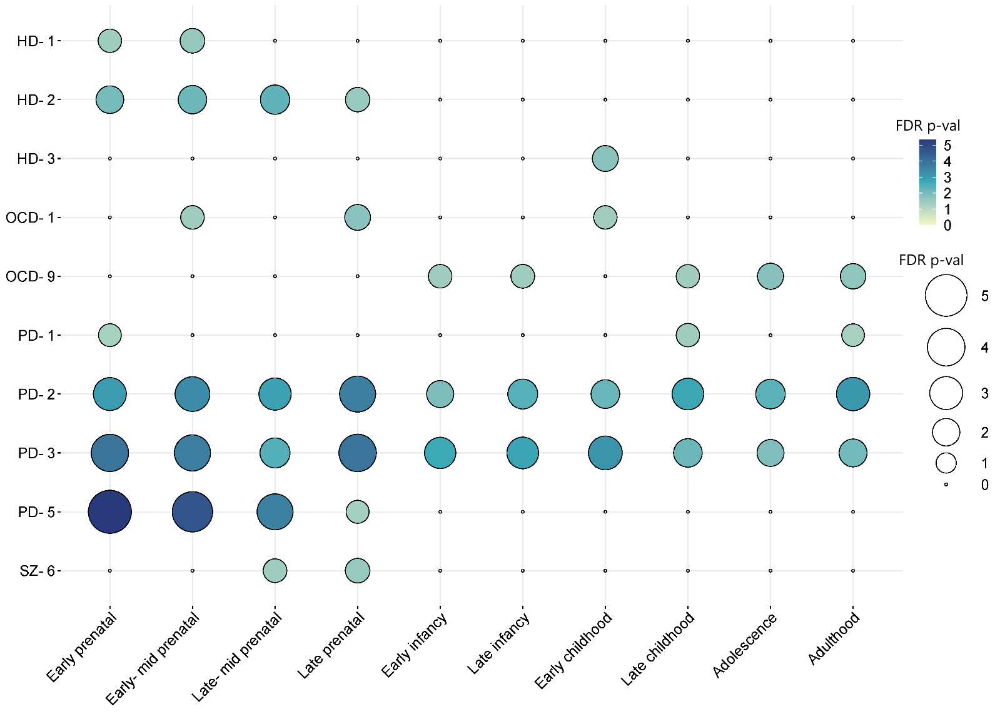 HD- 1
HD- 2
HD- 3
OCD- 1
OCD- 9
PD- 1
PD- 2
PD- 3
PD- 5
SZ- 6
Early prenatal
Early- mid prenatal
Late- mid prenatal
Late prenatal
Early infancy
Late infancy
Early childhood
Late childhood
Adolescence
Adulthood
FDR p-val
5
4
3
2
1
0
FDR p-val
5
4
3
2
1
0